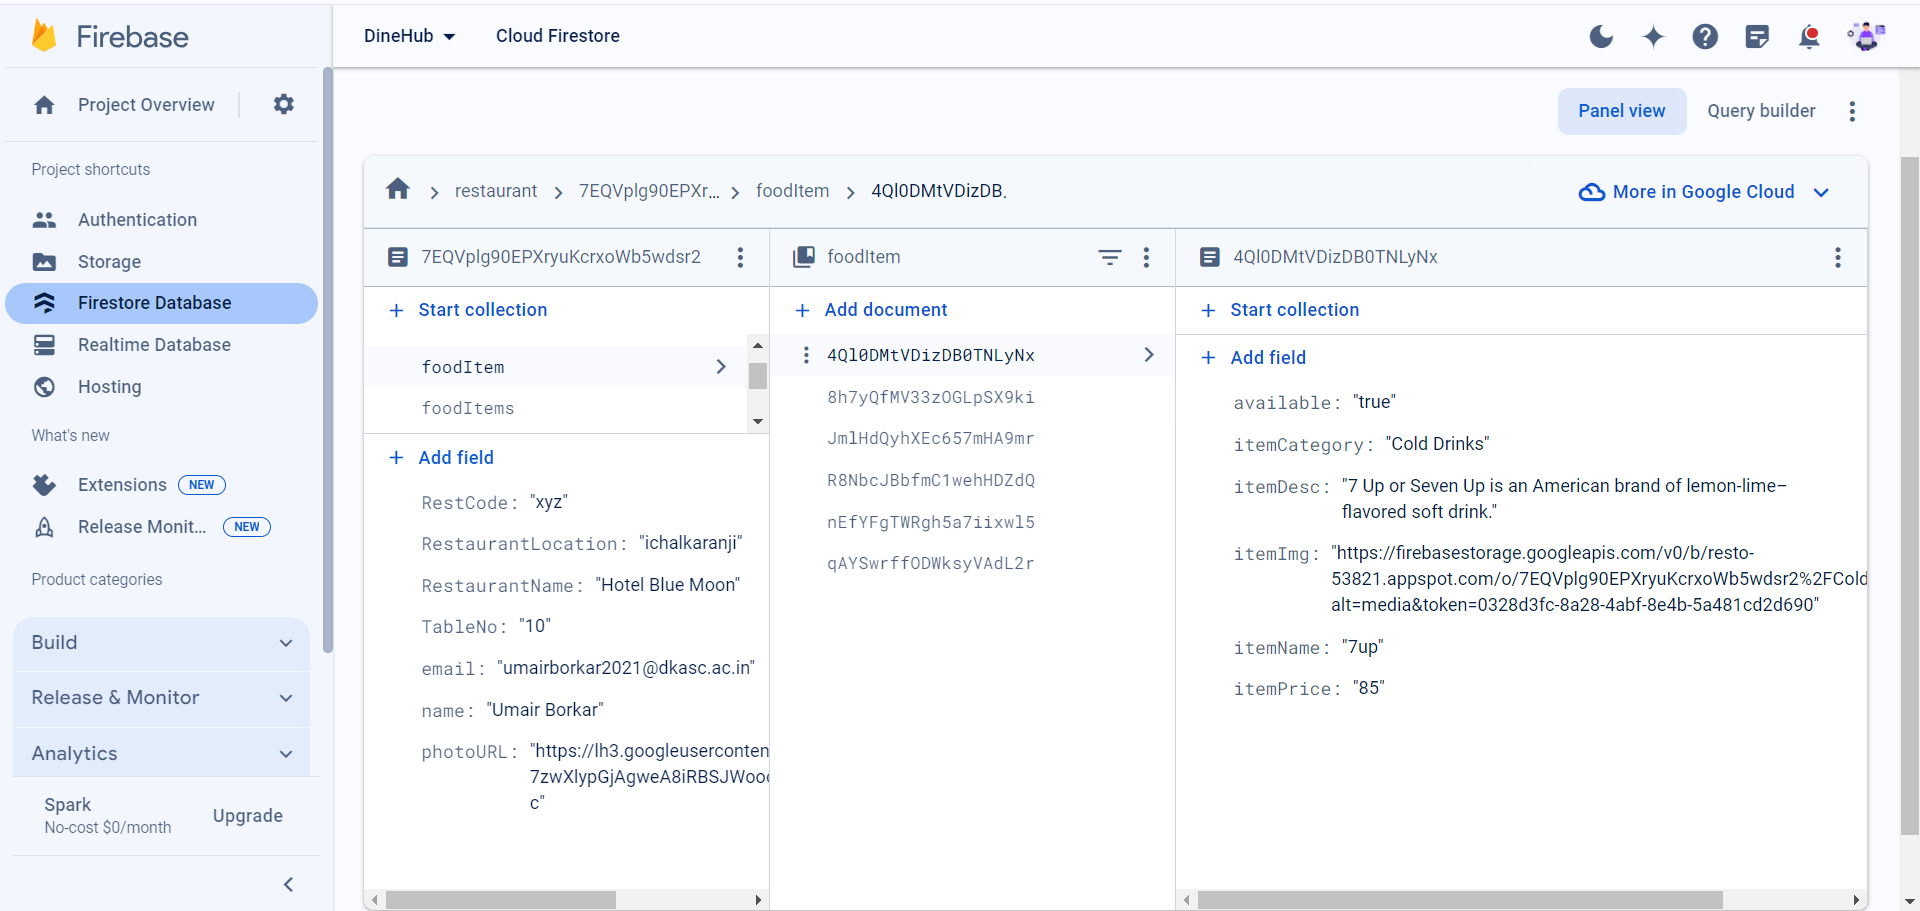 Firebase
DineHub
Cloud Firestore
Project Overview
Project shortcuts
Authentication
Storage
Firestore Database
Realtime Database
Hosting
What's new
Extensions NEW
Release Monit... NEW
Product categories
Build
Release & Monitor
Analytics
Spark
No-cost $0/month
Upgrade
Panel view
Query builder
restaurant
7EQVplg90EPXr...
foodItem
4Ql0DMtVDizDB.
More in Google Cloud
7EQVplg90EPXryuKcrxoWb5wdsr2
Start collection
foodItem
foodItems
Add field
RestCode: "xyz"
RestaurantLocation: "ichalkaranji"
RestaurantName: "Hotel Blue Moon"
TableNo: "10"
email: "umairborkar2021@dkasc.ac.in"
name: "Umair Borkar"
photoURL: "https://lh3.googleuserconten
7zwXlypGjAgweA8iRBSJWooc
c"
foodItem
Add document
4Ql0DMtVDizDB0TNLyNx
8h7yQfMV33zOGLpSX9ki
JmlHdQyhXEc657mHA9mr
R8NbcJBbfmC1wehHDZdQ
nEfYFgTWRgh5a7iixwl5
qAYSwrffODWksyVAdL2r
4Ql0DMtVDizDB0TNLyNx
Start collection
Add field
available: "true"
itemCategory: "Cold Drinks"
itemDesc: "7 Up or Seven Up is an American brand of lemon-lime–
flavored soft drink."
itemImg: "https://firebasestorage.googleapis.com/v0/b/resto-
53821.appspot.com/o/7EQVplg90EPXryuKcrxoWb5wdsr2%2FCold
alt=media&token=0328d3fc-8a28-4abf-8e4b-5a481cd2d690"
itemName: "7up"
itemPrice: "85"